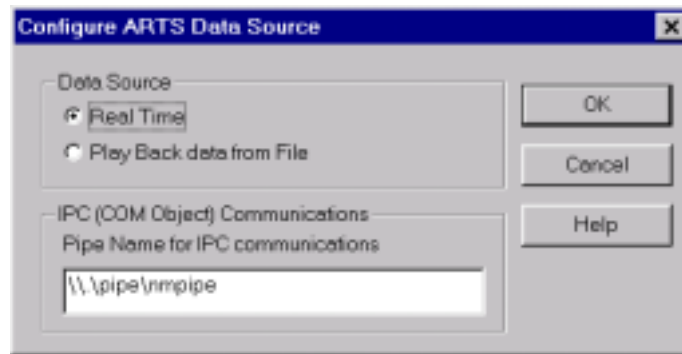 Configure ARTS Data Source
Data Source
Real Time
Play Back data from File
OK
Cancel
Help
IPC (COM Object) Communications
Pipe Name for IPC communications
\\.\pipe\nmpipe